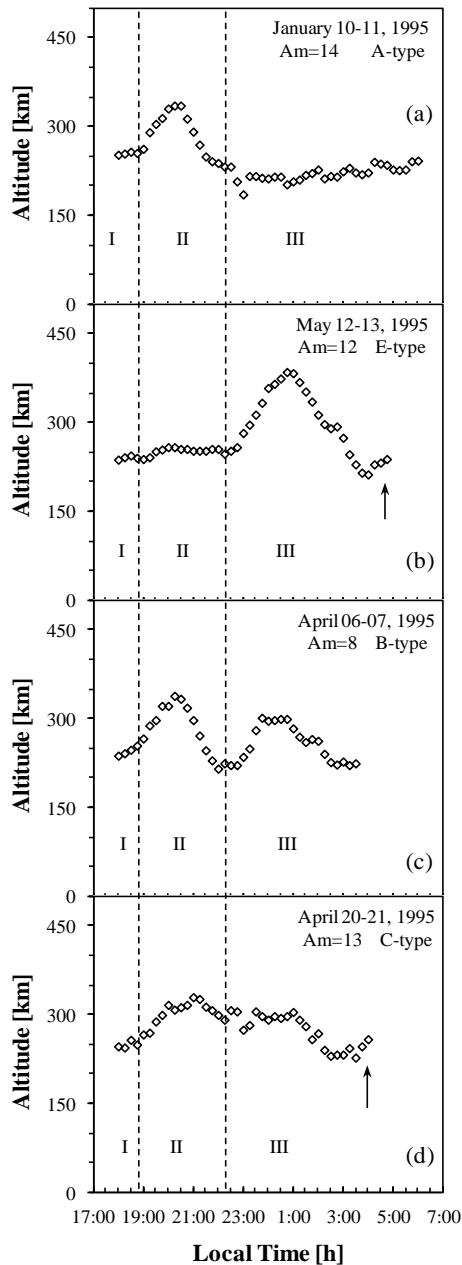 450
January 10-11, 1995
Am=14 A-type
(a)
300
Altitude [km]
150
I II III
0
450
May 12-13, 1995
Am=12 E-type
300
Altitude [km]
150
I II III
(b)
0
450
April 06-07, 1995
Am=8 B-type
300
Altitude [km]
150
I II III
(c)
0
450
April 20-21, 1995
Am=13 C-type
300
Altitude [km]
150
I II III
(d)
0
17:00 19:00 21:00 23:00 1:00 3:00 5:00 7:00
Local Time [h]